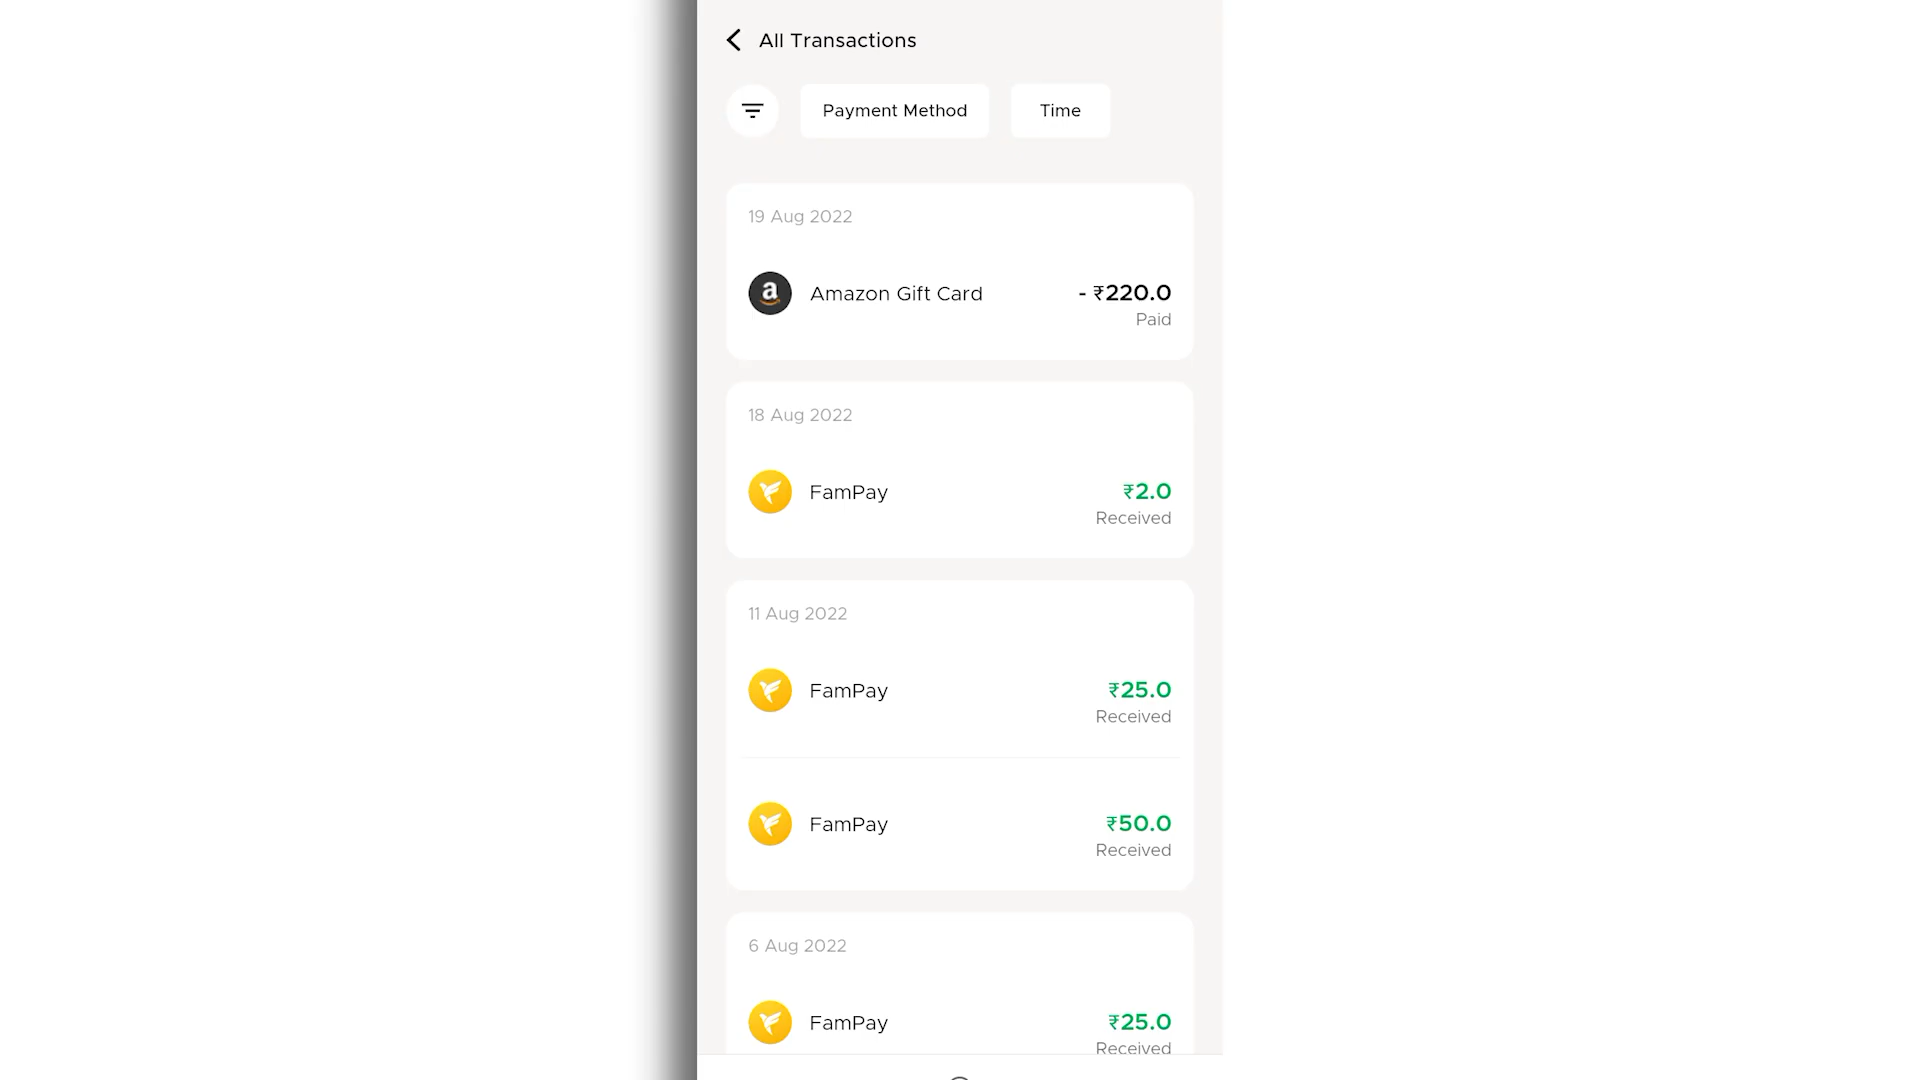 All Transactions
Payment Method
Time
19 Aug 2022
Amazon Gift Card
- ₹220.0
Paid
18 Aug 2022
FamPay
₹2.0
Received
11 Aug 2022
FamPay
₹25.0
Received
FamPay
₹50.0
Received
6 Aug 2022
FamPay
₹25.0
Received